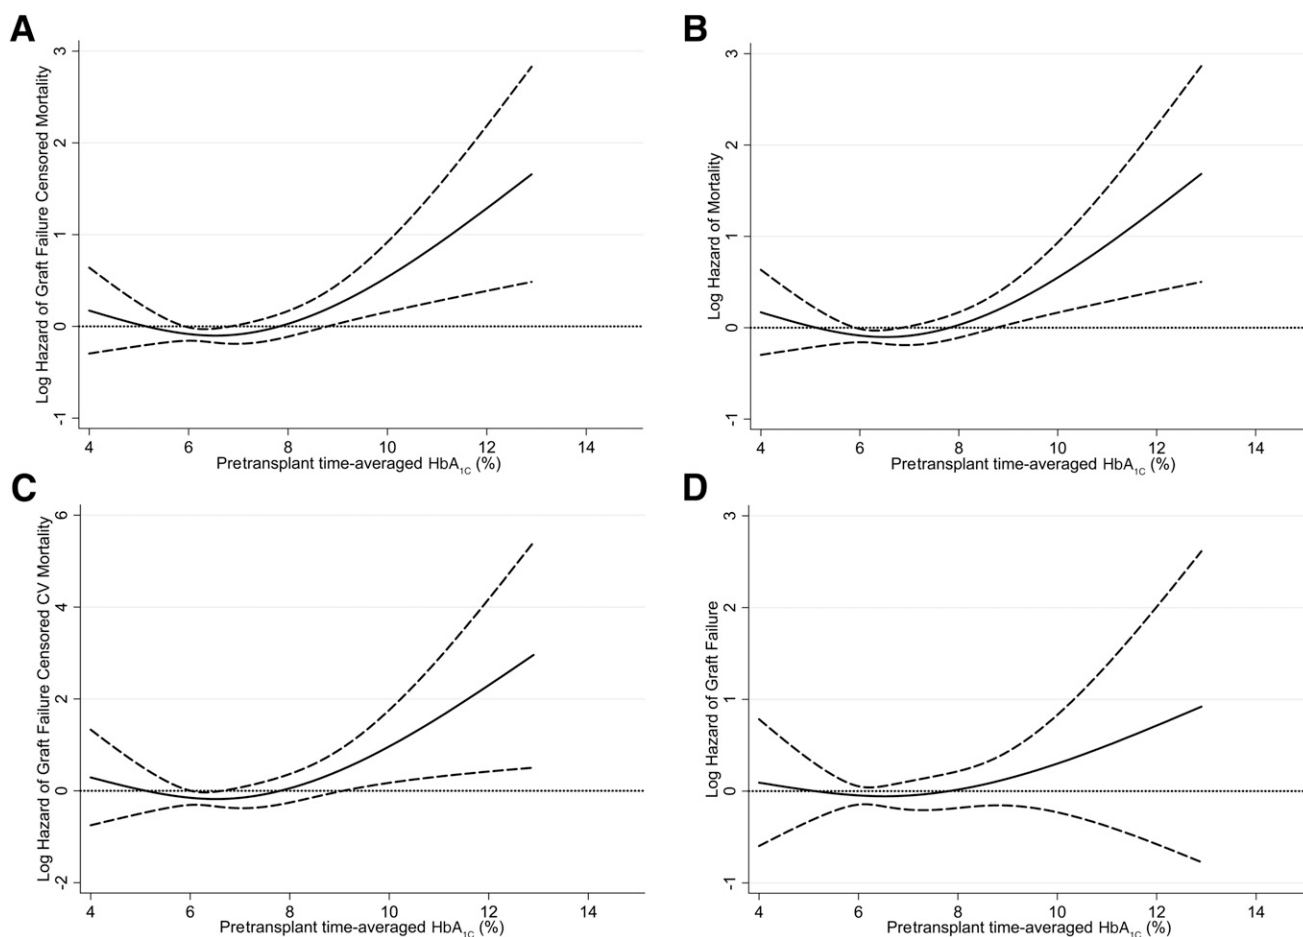 A
Log Hazard of Graft Failure Censored Mortality
3
2
1
0
-1
4 6 8 10 12 14
Pretransplant time-averaged HbA1C (%)
B
Log Hazard of Mortality
3
2
1
0
-1
4 6 8 10 12 14
Pretransplant time-averaged HbA1C (%)
C
Log Hazard of Graft Failure Censored CV Mortality
6
4
2
0
-2
4 6 8 10 12 14
Pretransplant time-averaged HbA1C (%)
D
Log Hazard of Graft Failure
3
2
1
0
-1
4 6 8 10 12 14
Pretransplant time-averaged HbA1C (%)